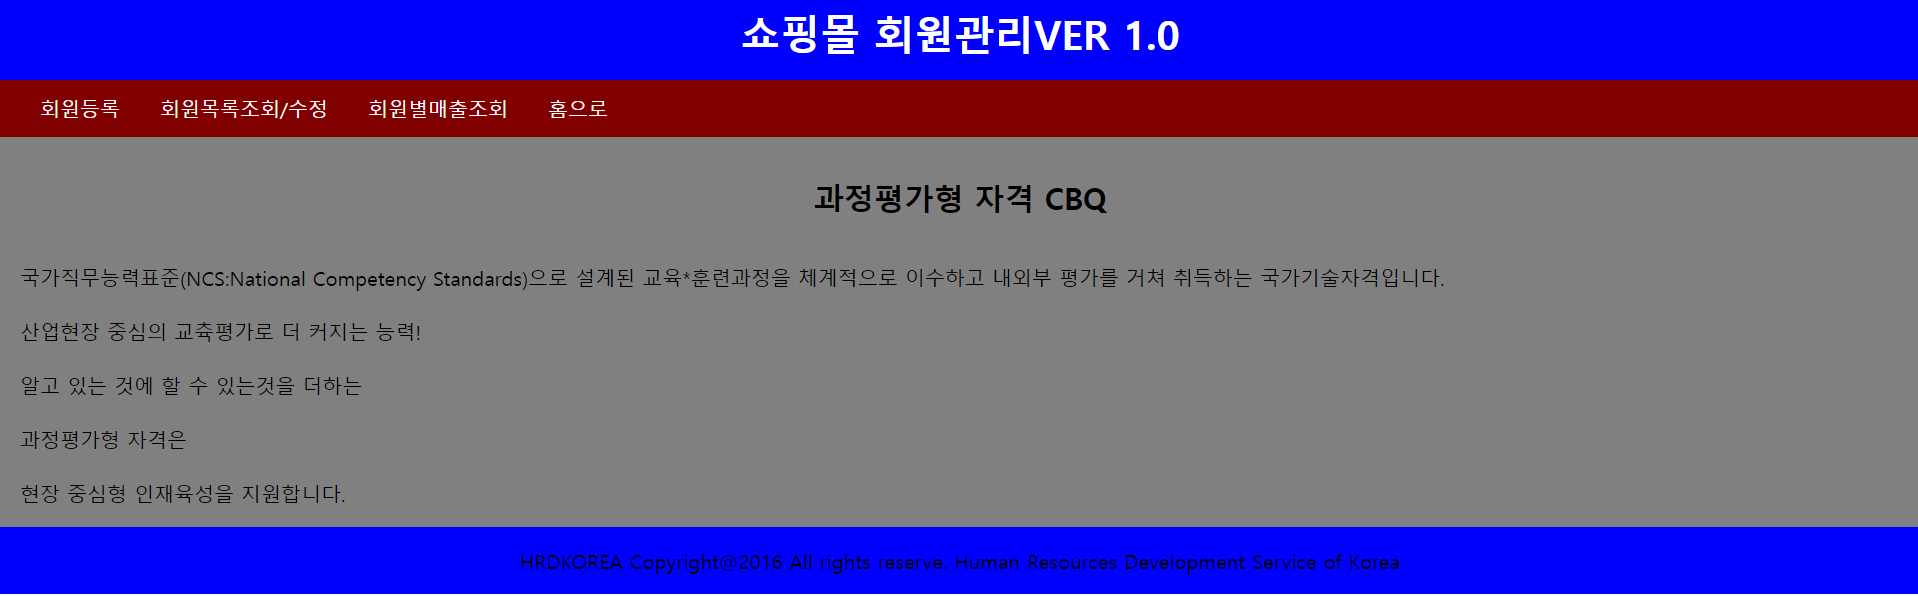 쇼핑몰 회원관리VER 1.0
회원등록 회원목록조회/수정 회원별매출조회 홈으로
과정평가형 자격 CBQ
국가직무능력표준(NCS:National Competency Standards)으로 설계된 교육*훈련과정을 체계적으로 이수하고 내외부 평가를 거쳐 취득하는 국가기술자격입니다.
산업현장 중심의 교츅평가로 더 커지는 능력!
알고 있는 것에 할 수 있는것을 더하는
과정평가형 자격은
현장 중심형 인재육성을 지원합니다.
HRDKOREA Copyright@2016 All rights reserve. Human Resources Development Service of Korea